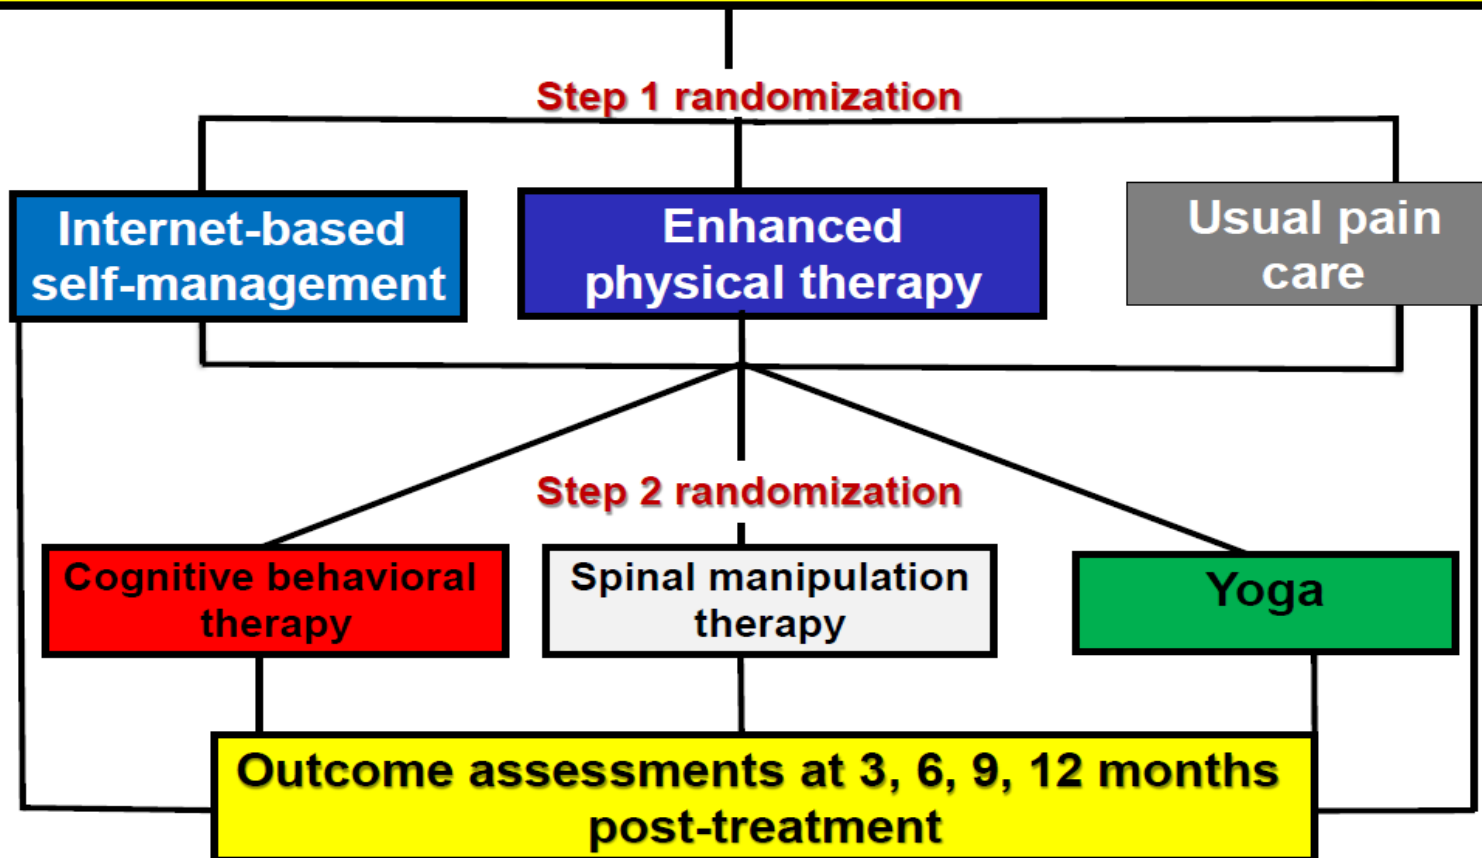 Step 1 randomization
Internet-based
self-management
Enhanced
physical therapy
Usual pain
care
Step 2 randomization
Cognitive behavioral
therapy
Spinal manipulation
therapy
Yoga
Outcome assessments at 3, 6, 9, 12 months
post-treatment